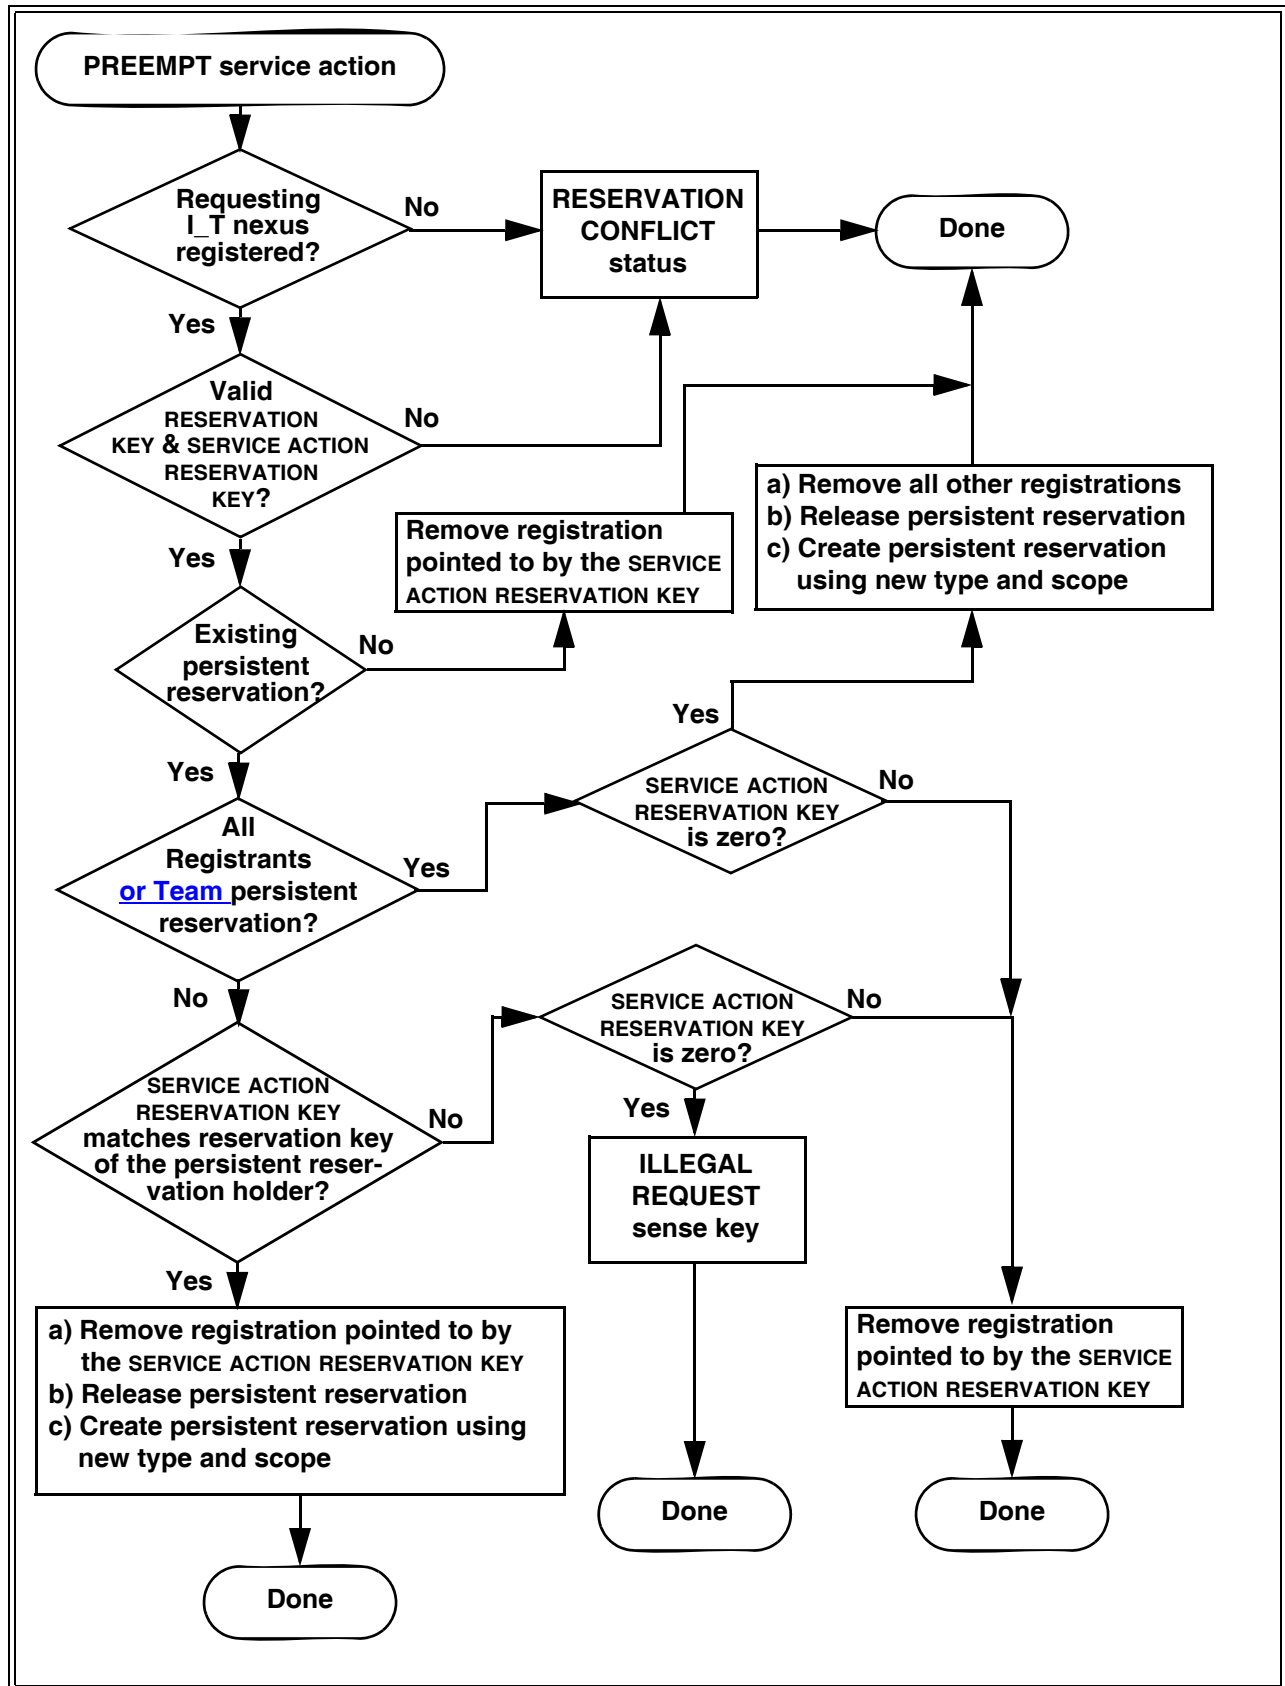 PREEMPT service action
Requesting
I_T nexus
registered?
No
RESERVATION
CONFLICT
status
Done
Yes
Valid
RESERVATION
KEY & SERVICE ACTION
RESERVATION
KEY?
No
Yes
Remove registration
pointed to by the SERVICE
ACTION RESERVATION KEY
a) Remove all other registrations
b) Release persistent reservation
c) Create persistent reservation
using new type and scope
Existing
persistent
reservation?
No
Yes
Yes
SERVICE ACTION
RESERVATION KEY
is zero?
No
All
Registrants
or Team persistent
reservation?
Yes
No
SERVICE ACTION
RESERVATION KEY
is zero?
No
Yes
SERVICE ACTION
RESERVATION KEY
matches reservation key
of the persistent reser-
vation holder?
No
Yes
ILLEGAL
REQUEST
sense key
a) Remove registration pointed to by
the SERVICE ACTION RESERVATION KEY
b) Release persistent reservation
c) Create persistent reservation using
new type and scope
Remove registration
pointed to by the SERVICE
ACTION RESERVATION KEY
Done
Done
Done